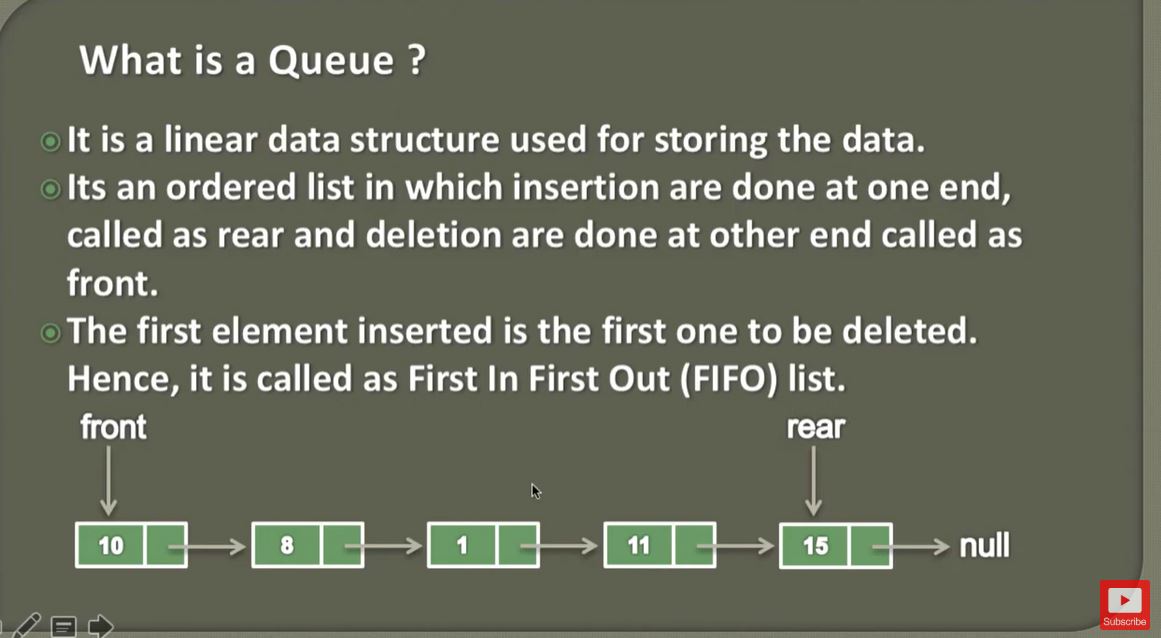 What is a Queue ?
It is a linear data structure used for storing the data.
Its an ordered list in which insertion are done at one end,
called as rear and deletion are done at other end called as
front.
The first element inserted is the first one to be deleted.
Hence, it is called as First In First Out (FIFO) list.
front rear
10 8 1 11 15 null
Subscribe